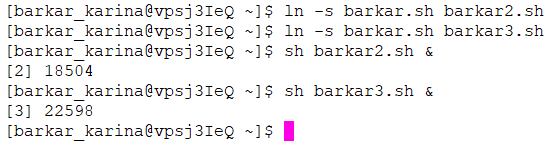 [barkar_karina@vpsj3IeQ ~]$ ln -s barkar.sh barkar2.sh
[barkar_karina@vpsj3IeQ ~]$ ln -s barkar.sh barkar3.sh
[barkar_karina@vpsj3IeQ ~]$ sh barkar2.sh &
[2] 18504
[barkar_karina@vpsj3IeQ ~]$ sh barkar3.sh &
[3] 22598
[barkar_karina@vpsj3IeQ ~]$